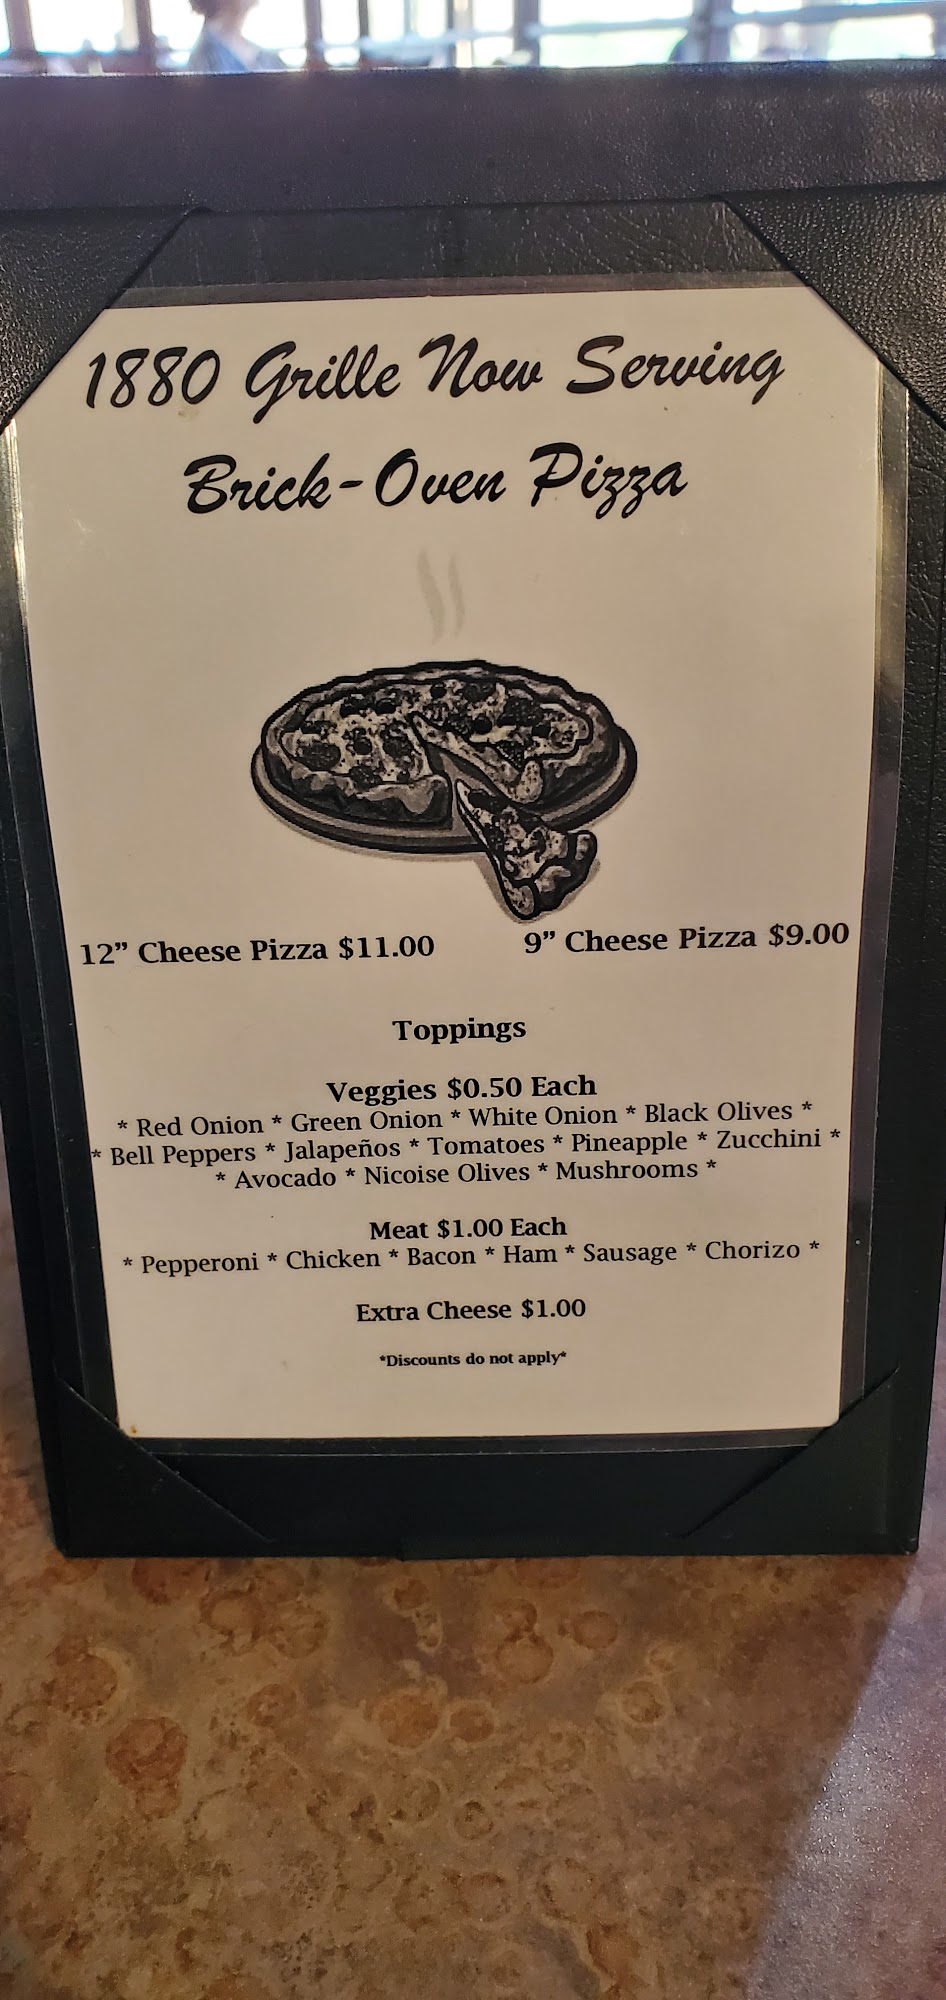 1880 Grille Now Serving
Brick-Oven Pizza
12” Cheese Pizza $11.00 9” Cheese Pizza $9.00
Toppings
Veggies $0.50 Each
* Red Onion * Green Onion * White Onion * Black Olives *
* Bell Peppers * Jalapeños * Tomatoes * Pineapple * Zucchini *
* Avocado * Nicoise Olives * Mushrooms *
Meat $1.00 Each
* Pepperoni * Chicken * Bacon * Ham * Sausage * Chorizo *
Extra Cheese $1.00
*Discounts do not apply*